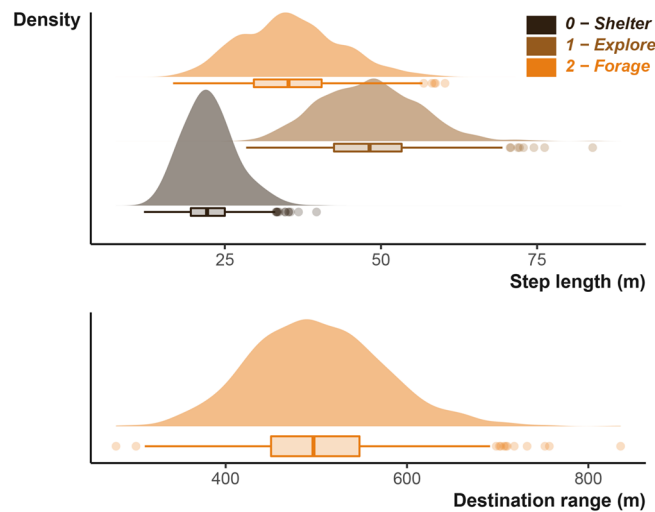 Density
0 − Shelter
1 − Explore
2 − Forage
25 50 75
Step length (m)
400 600 800
Destination range (m)